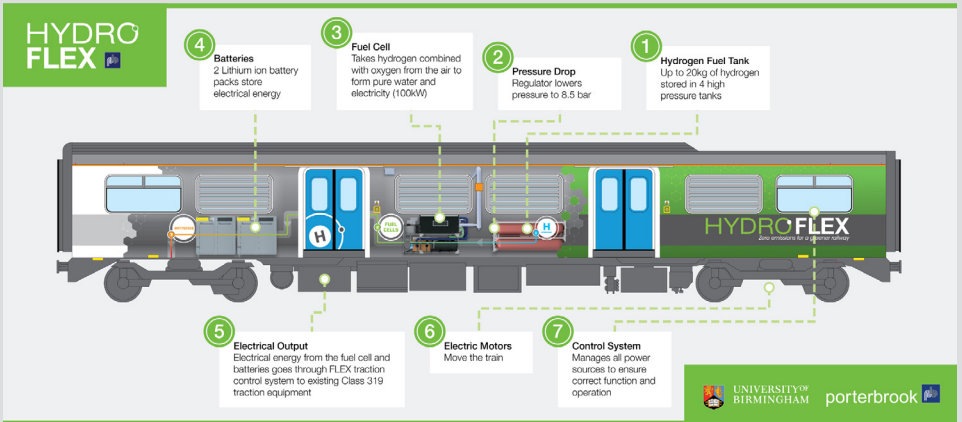 HYDRO
FLEX
4
Batteries
2 Lithium ion battery
packs store
electrical energy
3
Fuel Cell
Takes hydrogen combined
with oxygen from the air to
form pure water and
electricity (100kW)
2
Pressure Drop
Regulator lowers
pressure to 8.5 bar
1
Hydrogen Fuel Tank
Up to 20kg of hydrogen
stored in 4 high
pressure tanks
H
FUEL
CELLS
H
HYDROFLEX
Zero emissions for a greener railway
5
Electrical Output
Electrical energy from the fuel cell and
batteries goes through FLEX traction
control system to existing Class 319
traction equipment
6
Electric Motors
Move the train
7
Control System
Manages all power
sources to ensure
correct function and
operation
UNIVERSITY OF
BIRMINGHAM
porterbrook